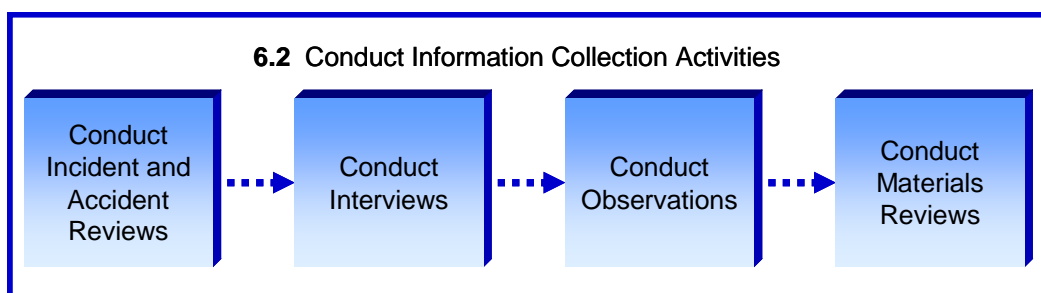 6.2 Conduct Information Collection Activities
Conduct
Incident and
Accident
Reviews
Conduct
Interviews
Conduct
Observations
Conduct
Materials
Reviews